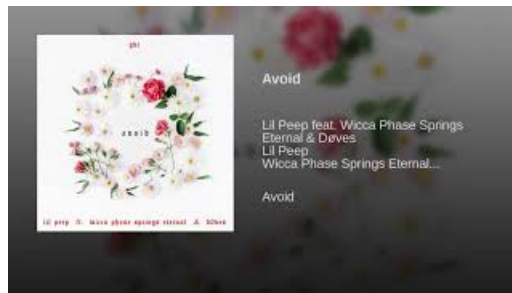 ghc
avoid
lil peep ft. wicca phase springs eternal & døves
Avoid
Lil Peep feat. Wicca Phase Springs
Eternal & Døves
Lil Peep
Wicca Phase Springs Eternal...
Avoid